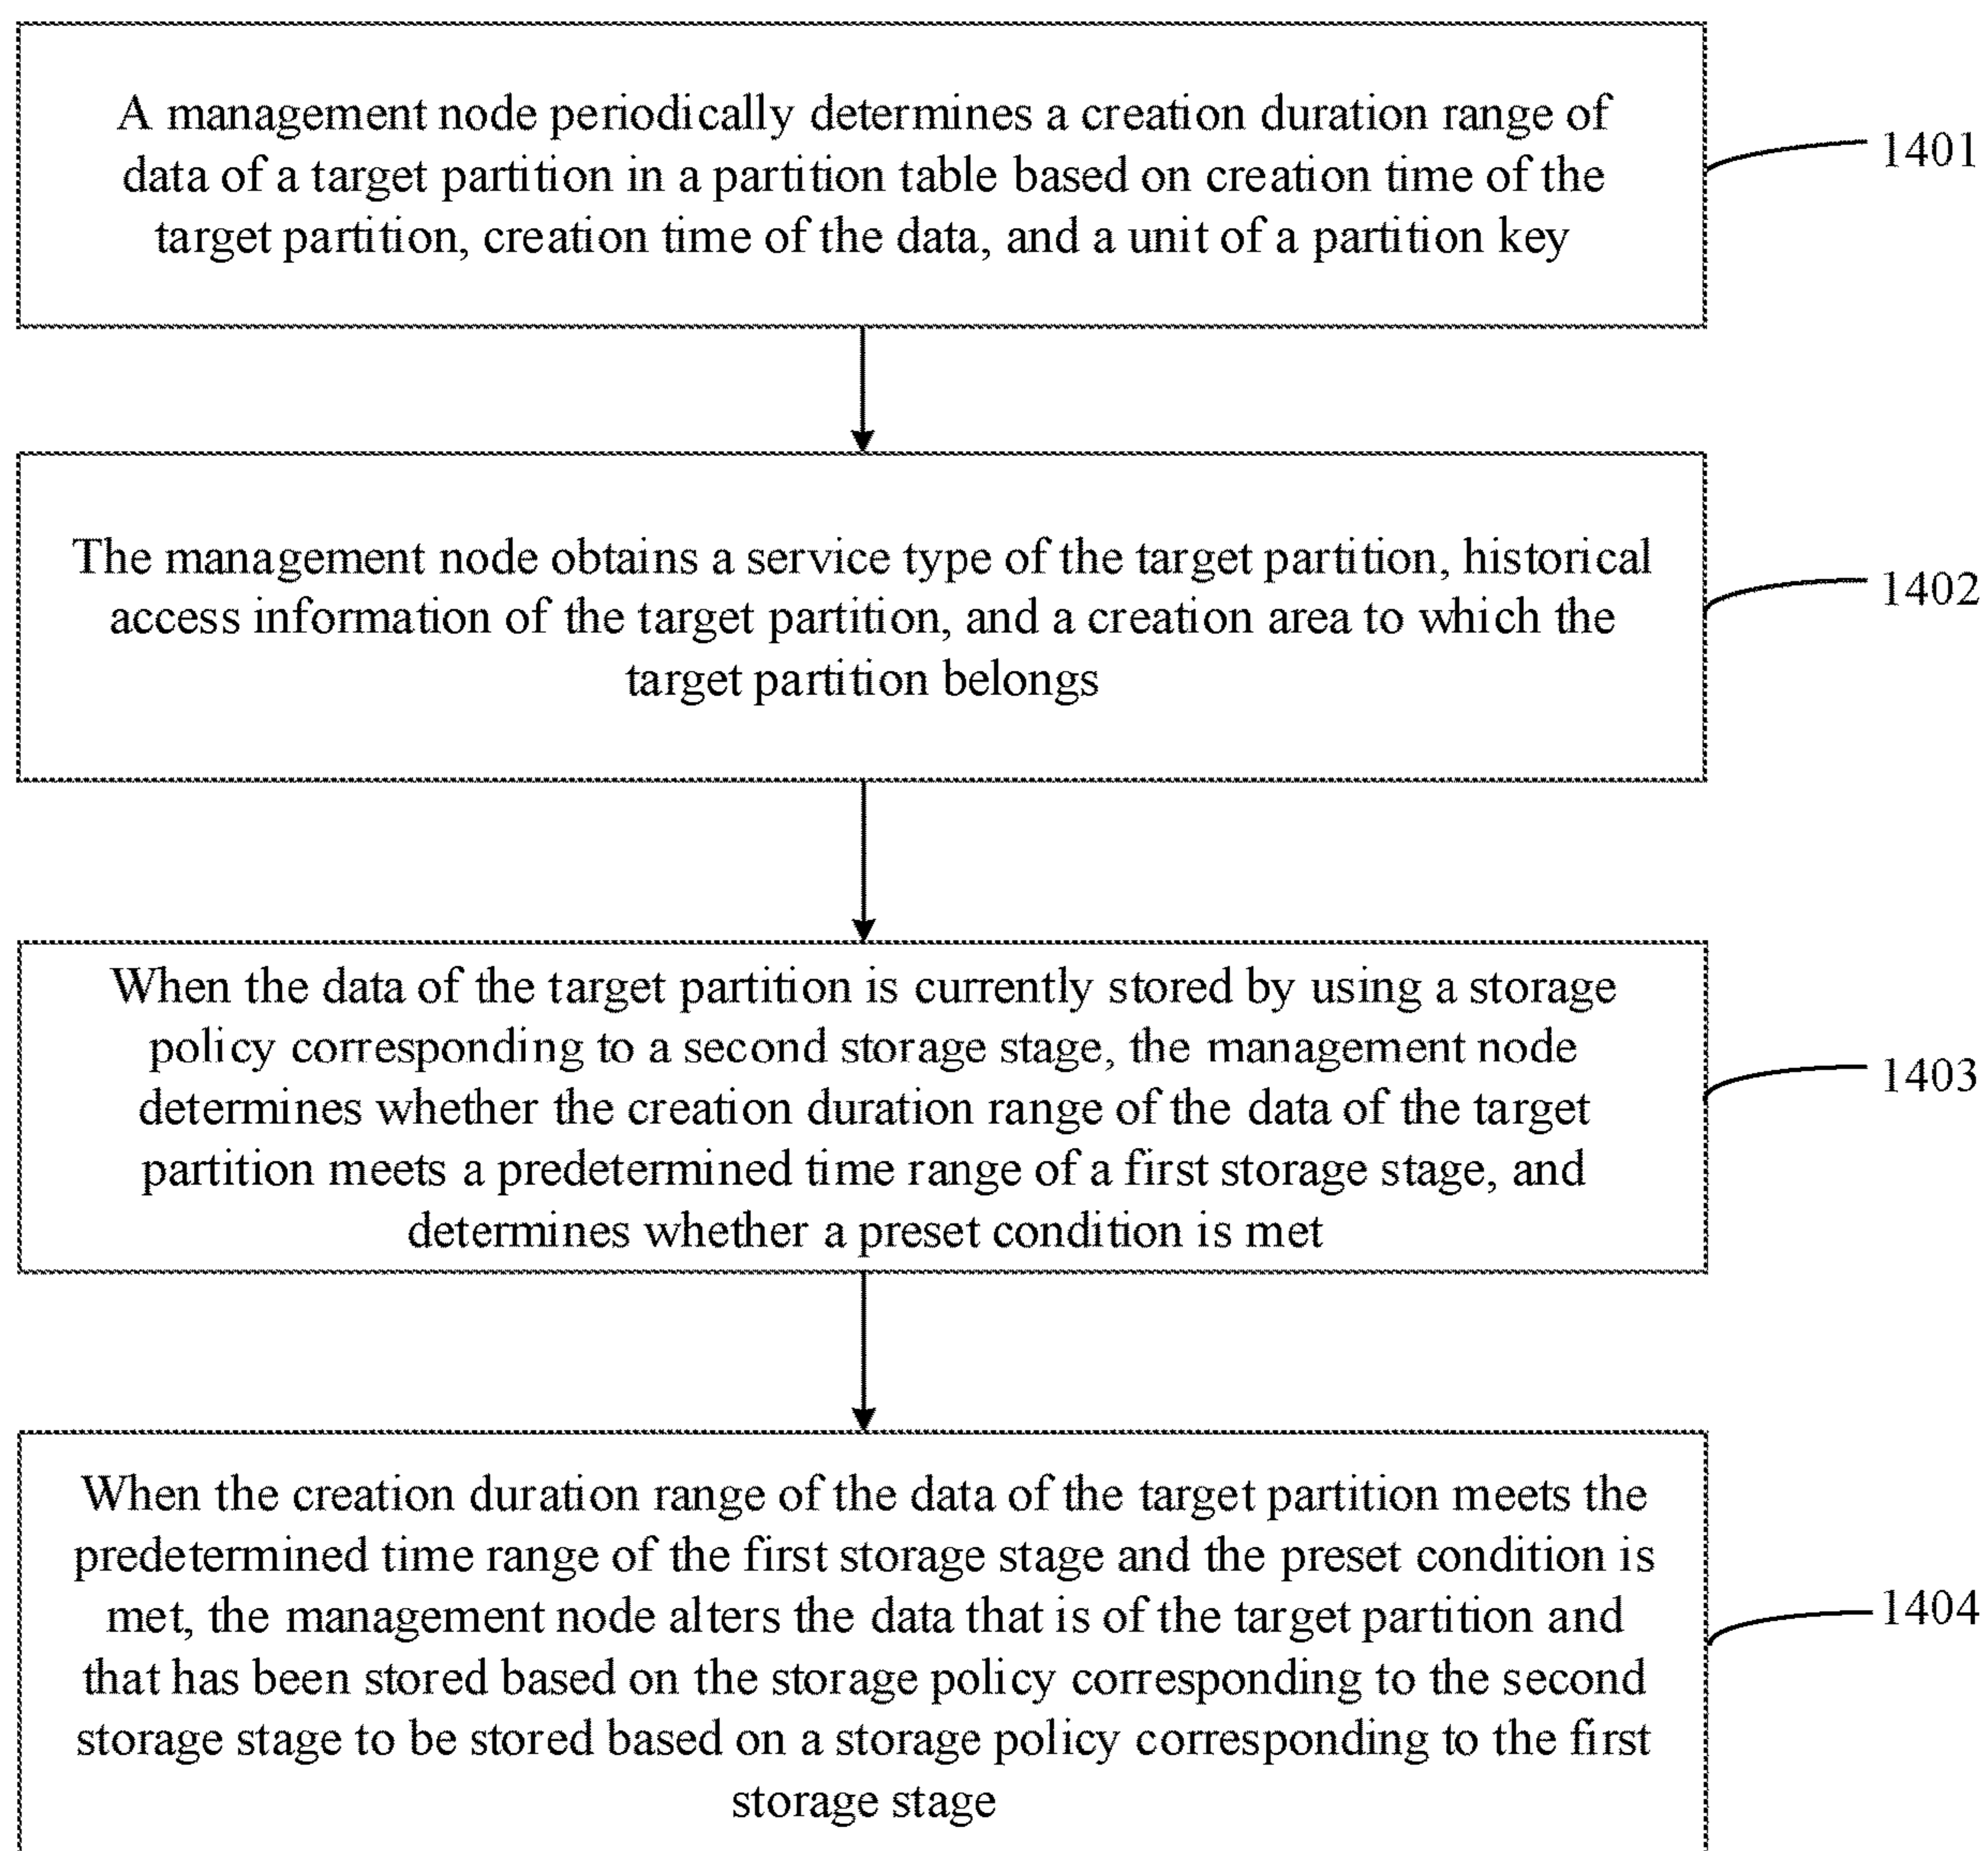 A management node periodically determines a creation duration range of
data of a target partition in a partition table based on creation time of the
target partition, creation time of the data, and a unit of a partition key
1401
The management node obtains a service type of the target partition, historical
access information of the target partition, and a creation area to which the
target partition belongs
1402
When the data of the target partition is currently stored by using a storage
policy corresponding to a second storage stage, the management node
determines whether the creation duration range of the data of the target
partition meets a predetermined time range of a first storage stage, and
determines whether a preset condition is met
1403
When the creation duration range of the data of the target partition meets the
predetermined time range of the first storage stage and the preset condition is
met, the management node alters the data that is of the target partition and
that has been stored based on the storage policy corresponding to the second
storage stage to be stored based on a storage policy corresponding to the first
storage stage
1404